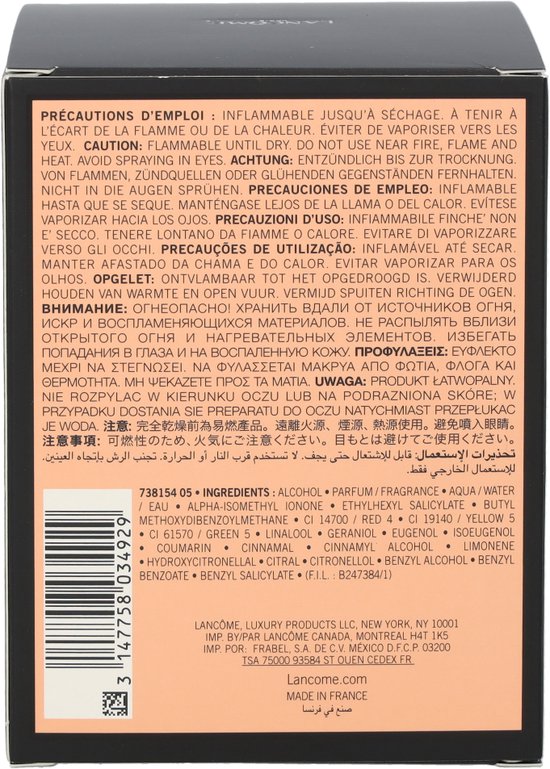 LANCÔME
PRÉCAUTIONS D'EMPLOI : INFLAMMABLE JUSQU'À SÉCHAGE. À TENIR À
L'ÉCART DE LA FLAMME OU DE LA CHALEUR. ÉVITER DE VAPORISER VERS LES
YEUX. CAUTION: FLAMMABLE UNTIL DRY. DO NOT USE NEAR FIRE, FLAME AND
HEAT. AVOID SPRAYING IN EYES. ACHTUNG: ENTZÜNDLICH BIS ZUR TROCKNUNG.
VON FLAMMEN, ZÜNDQUELLEN ODER GLÜHENDEN GEGENSTÄNDEN FERNHALTEN.
NICHT IN DIE AUGEN SPRÜHEN. PRECAUCIONES DE EMPLEO: INFLAMABLE
HASTA QUE SE SEQUE. MANTÉNGASE LEJOS DE LA LLAMA O DEL CALOR. EVÍTESE
VAPORIZAR HACIA LOS OJOS. PRECAUZIONI D'USO: INFIAMMABILE FINCHE' NON
E' SECCO. TENERE LONTANO DA FIAMME O CALORE. EVITARE DI VAPORIZZARE
VERSO GLI OCCHI. PRECAUÇÕES DE UTILIZAÇÃO: INFLAMÁVEL ATÉ SECAR.
MANTER AFASTADO DA CHAMA E DO CALOR. EVITAR VAPORIZAR PARA OS
OLHOS. OPGELET: ONTVLAMBAAR TOT HET OPGEDROOGD IS. VERWIJDERD
HOUDEN VAN WARMTE EN OPEN VUUR. VERMIJD SPUITEN RICHTING DE OGEN.
ВНИМАНИЕ: ОГНЕОПАСНО! ХРАНИТЬ ВДАЛИ ОТ ИСТОЧНИКОВ ОГНЯ,
ИСКР И ВОСПЛАМЕНЯЮЩИХСЯ МАТЕРИАЛОВ. НЕ РАСПЫЛЯТЬ ВБЛИЗИ
ОТКРЫТОГО ОГНЯ И НАГРЕВАТЕЛЬНЫХ ЭЛЕМЕНТОВ. ИЗБЕГАТЬ
ПОПАДАНИЯ В ГЛАЗА И НА ВОСПАЛЕННУЮ КОЖУ. ΠΡΟΦΥΛΑΞΕΙΣ: ΕΥΦΛΕΚΤΟ
ΜΕΧΡΙ ΝΑ ΣΤΕΓΝΩΣΕΙ. ΝΑ ΦΥΛΑΣΣΕΤΑΙ ΜΑΚΡΥΑ ΑΠΟ ΦΩΤΙΑ, ΦΛΟΓΑ ΚΑΙ
ΘΕΡΜΟΤΗΤΑ. ΜΗ ΨΕΚΑΖΕΤΕ ΠΡΟΣ ΤΑ ΜΑΤΙΑ. UWAGA: PRODUKT ŁATWOPALNY.
NIE ROZPYLAĆ W KIERUNKU OCZU LUB NA PODRAŻNIONĄ SKÓRĘ; W
PRZYPADKU DOSTANIA SIĘ PREPARATU DO OCZU NATYCHMIAST PRZEPŁUKAĆ
JE WODĄ. 注意: 完全乾燥前為易燃產品。遠離火源、煙源、熱源使用。避免噴入眼睛。
注意事項: 可燃性のため、火気にご注意ください。目もとは避けてご使用ください。
تحذيرات الإستعمال: قابل للإشتعال حتى يجف. لا تستخدم قرب النار أو الحرارة. تجنب الرش بإتجاه العينين.
للإستعمال الخارجي فقط.
738154 05 • INGREDIENTS : ALCOHOL • PARFUM / FRAGRANCE • AQUA / WATER
/ EAU • ALPHA-ISOMETHYL IONONE • ETHYLHEXYL SALICYLATE • BUTYL
METHOXYDIBENZOYLMETHANE • CI 14700 / RED 4 • CI 19140 / YELLOW 5
• CI 61570 / GREEN 5 • LINALOOL • GERANIOL • EUGENOL • ISOEUGENOL
• COUMARIN • CINNAMAL • CINNAMYL ALCOHOL • LIMONENE
• HYDROXYCITRONELLAL • CITRAL • CITRONELLOL • BENZYL ALCOHOL • BENZYL
BENZOATE • BENZYL SALICYLATE • (F.I.L. : B247384/1)
3 147758 034929
LANCÔME, LUXURY PRODUCTS LLC, NEW YORK, NY 10001
IMP. BY/PAR LANCÔME CANADA, MONTREAL H4T 1K5
IMP. POR: FRABEL, S.A. DE C.V. MÉXICO D.F.C.P. 03200
TSA 75000 93584 ST OUEN CEDEX FR
Lancome.com
MADE IN FRANCE
صنع في فرنسا